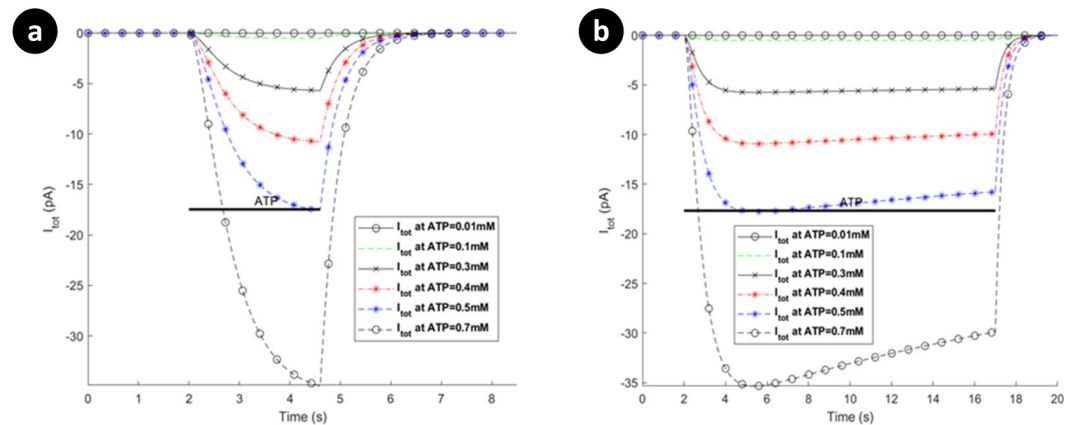 a
0
-5
-10
-15
-20
-25
-30
I_tot (pA)
ATP
I_tot at ATP=0.01mM
I_tot at ATP=0.1mM
I_tot at ATP=0.3mM
I_tot at ATP=0.4mM
I_tot at ATP=0.5mM
I_tot at ATP=0.7mM
0 1 2 3 4 5 6 7 8
Time (s)
b
0
-5
-10
-15
-20
-25
-30
-35
I_tot (pA)
ATP
I_tot at ATP=0.01mM
I_tot at ATP=0.1mM
I_tot at ATP=0.3mM
I_tot at ATP=0.4mM
I_tot at ATP=0.5mM
I_tot at ATP=0.7mM
0 2 4 6 8 10 12 14 16 18 20
Time (s)